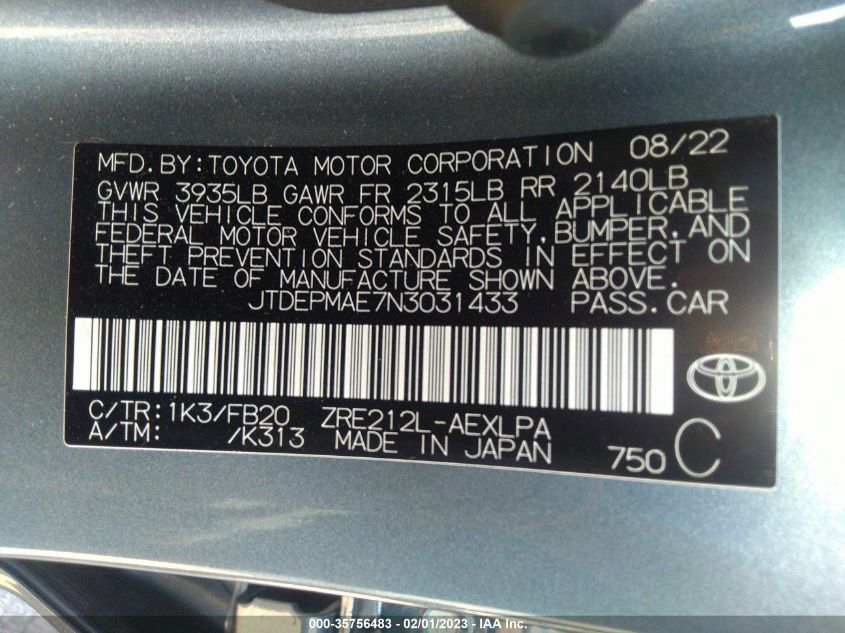 MFD.BY:TOYOTA MOTOR CORPORATION 08/22
GVWR 3935LB GAWR FR 2315LB RR 2140LB
THIS VEHICLE CONFORMS TO ALL APPLICABLE
FEDERAL MOTOR VEHICLE SAFETY,BUMPER,AND
THEFT PREVENTION STANDARDS IN EFFECT ON
THE DATE OF MANUFACTURE SHOWN ABOVE.
JTDEPMAE7N3031433 PASS.CAR
C/TR:1K3/FB20 ZRE212L-AEXLPA
A/TM: /K313 MADE IN JAPAN 750 C
000-35756483 - 02/01/2023 - IAA Inc.